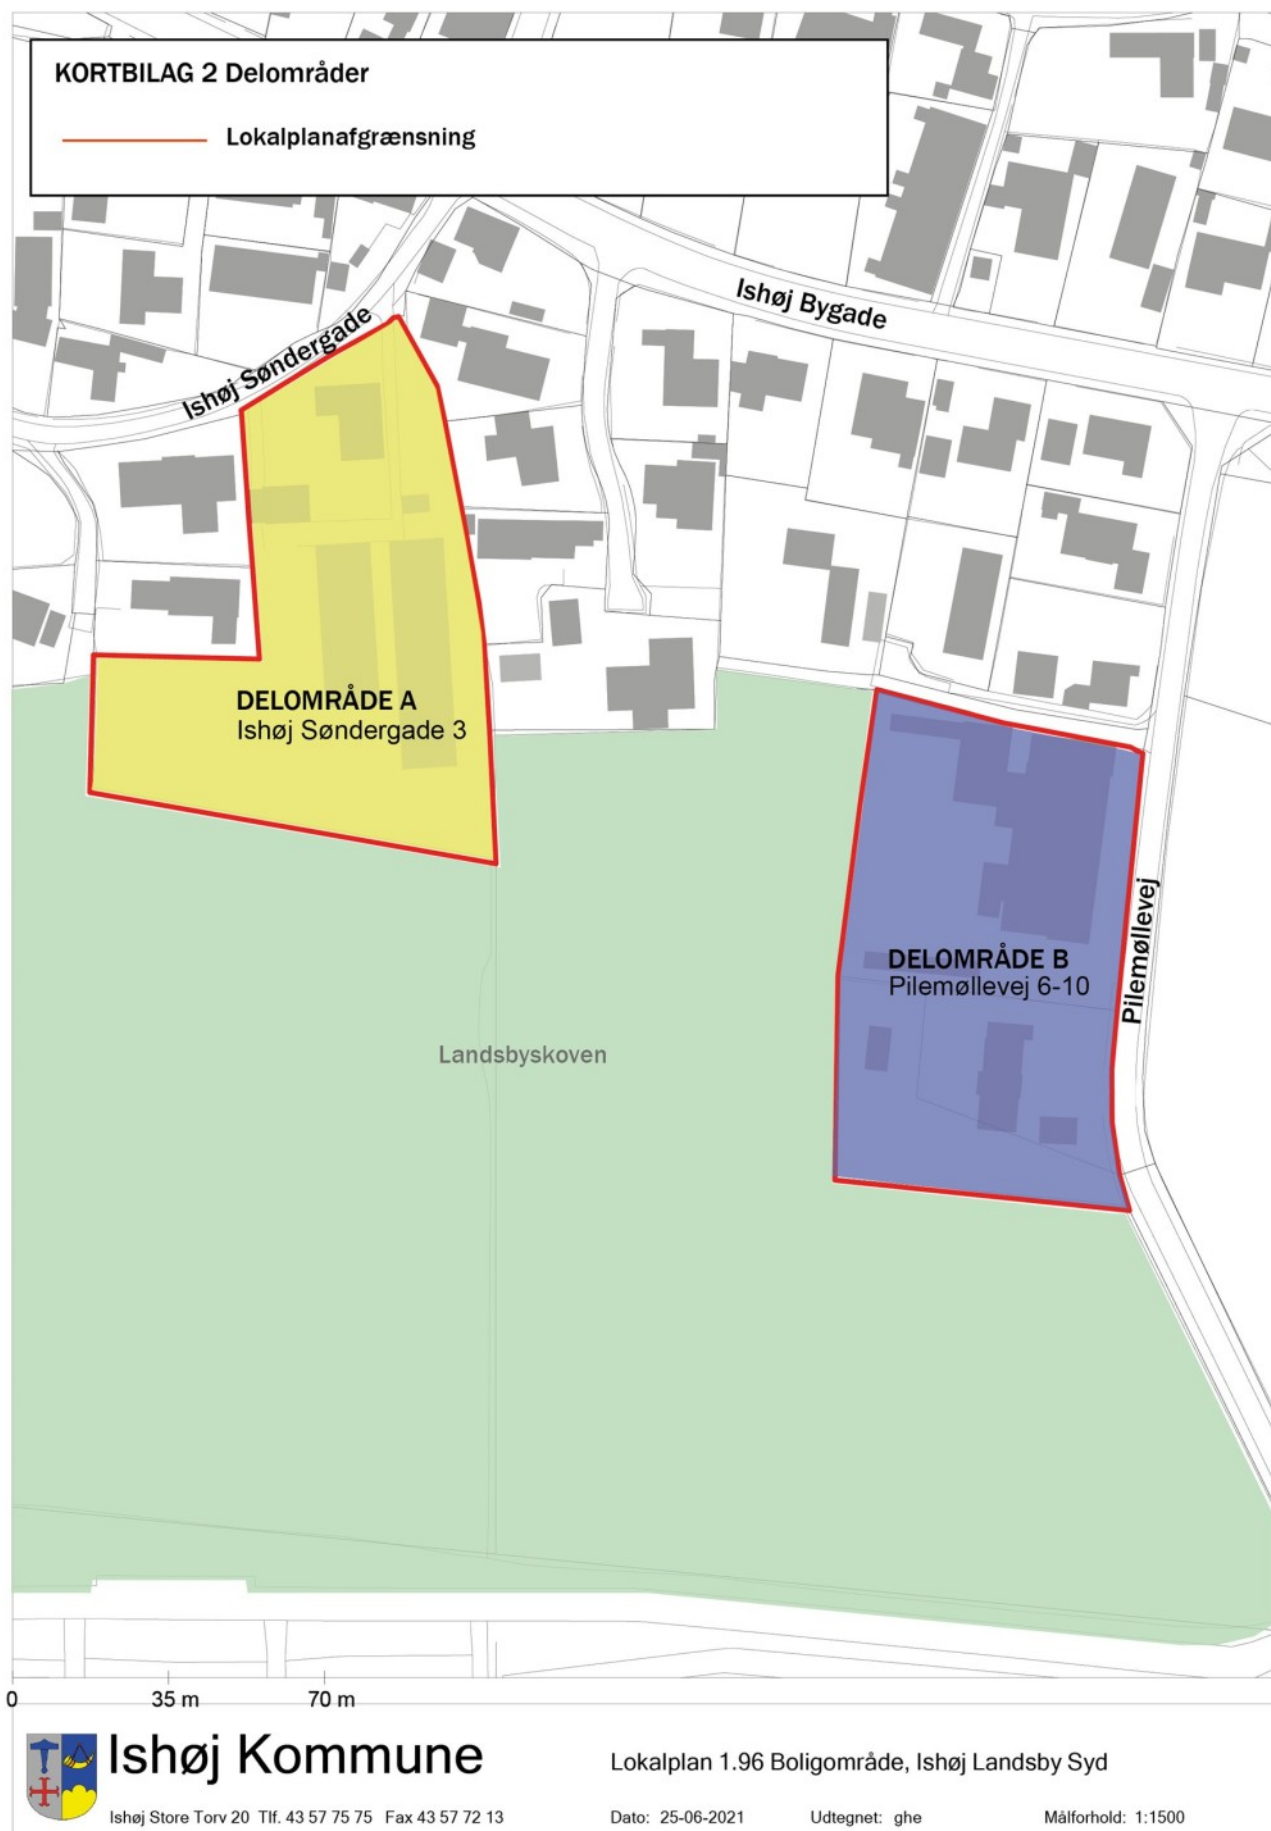 KORTBILAG 2 Delområder
Lokalplanafgrænsning
Ishøj Bygade
Ishøj Søndergade
DELOMRÅDE A
Ishøj Søndergade 3
Pilemøllevej
DELOMRÅDE B
Pilemøllevej 6-10
Landsbyskoven
0 35 m 70 m
Ishøj Kommune
Lokalplan 1.96 Boligområde, Ishøj Landsby Syd
Ishøj Store Torv 20 Tlf. 43 57 75 75 Fax 43 57 72 13
Dato: 25-06-2021 Udtegnet: ghe Målforhold: 1:1500